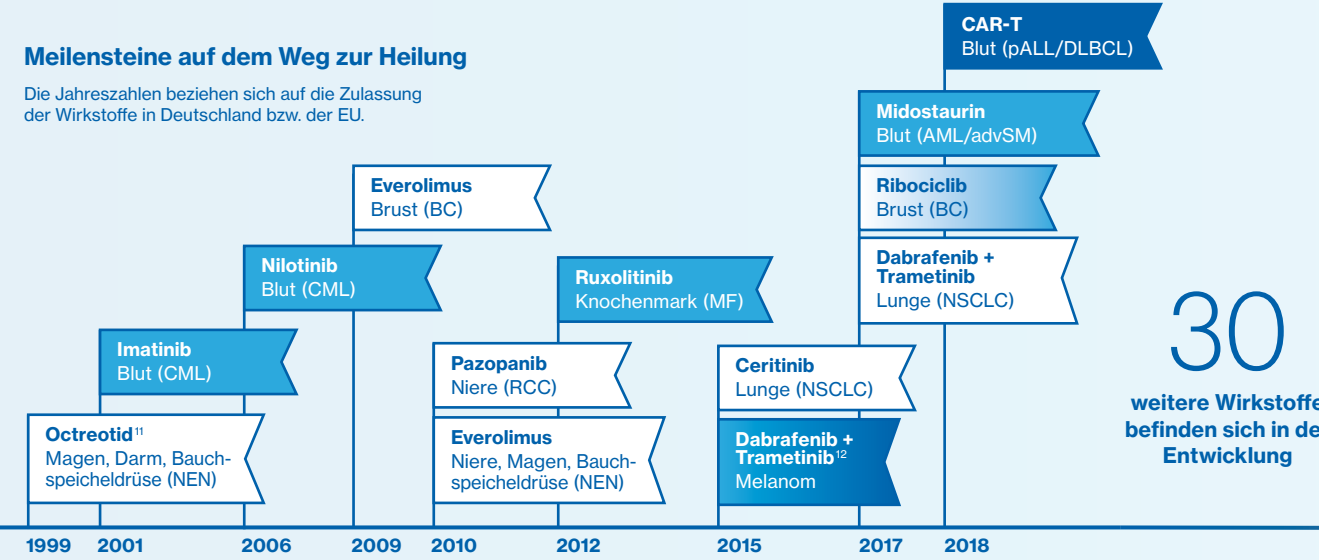 Meilensteine auf dem Weg zur Heilung
Die Jahreszahlen beziehen sich auf die Zulassung
der Wirkstoffe in Deutschland bzw. der EU.
CAR-T
Blut (pALL/DLBCL)
Midostaurin
Blut (AML/advSM)
Everolimus
Brust (BC)
Ribociclib
Brust (BC)
Nilotinib
Blut (CML)
Ruxolitinib
Knochenmark (MF)
Dabrafenib +
Trametinib
Lunge (NSCLC)
Imatinib
Blut (CML)
Pazopanib
Niere (RCC)
Ceritinib
Lunge (NSCLC)
Octreotid¹¹
Magen, Darm, Bauch-
speicheldrüse (NEN)
Everolimus
Niere, Magen, Bauch-
speicheldrüse (NEN)
Dabrafenib +
Trametinib¹²
Melanom
30
weitere Wirkstoffe
befinden sich in
Entwicklung
1999 2001 2006 2009 2010 2012 2015 2017 2018